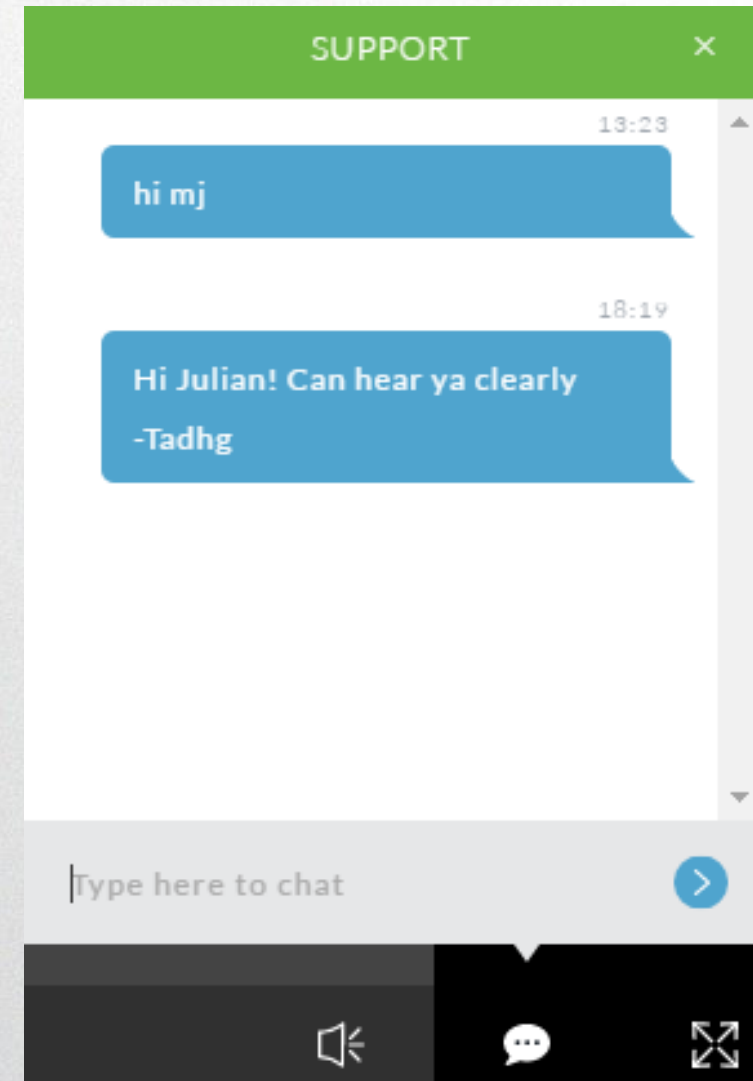 SUPPORT ×
13:23
hi mj
18:19
Hi Julian! Can hear ya clearly
-Tadhg
Type here to chat